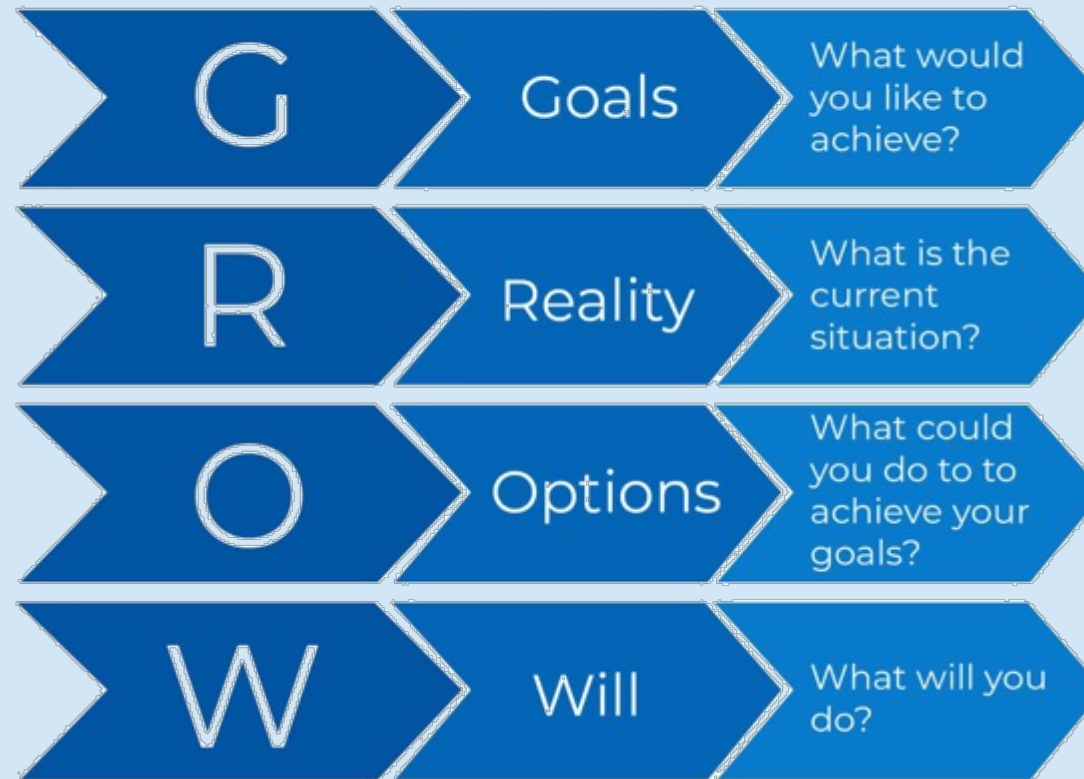 G
Goals
What would
you like to
achieve?
R
Reality
What is the
current
situation?
O
Options
What could
you do to to
achieve your
goals?
W
Will
What will you
do?